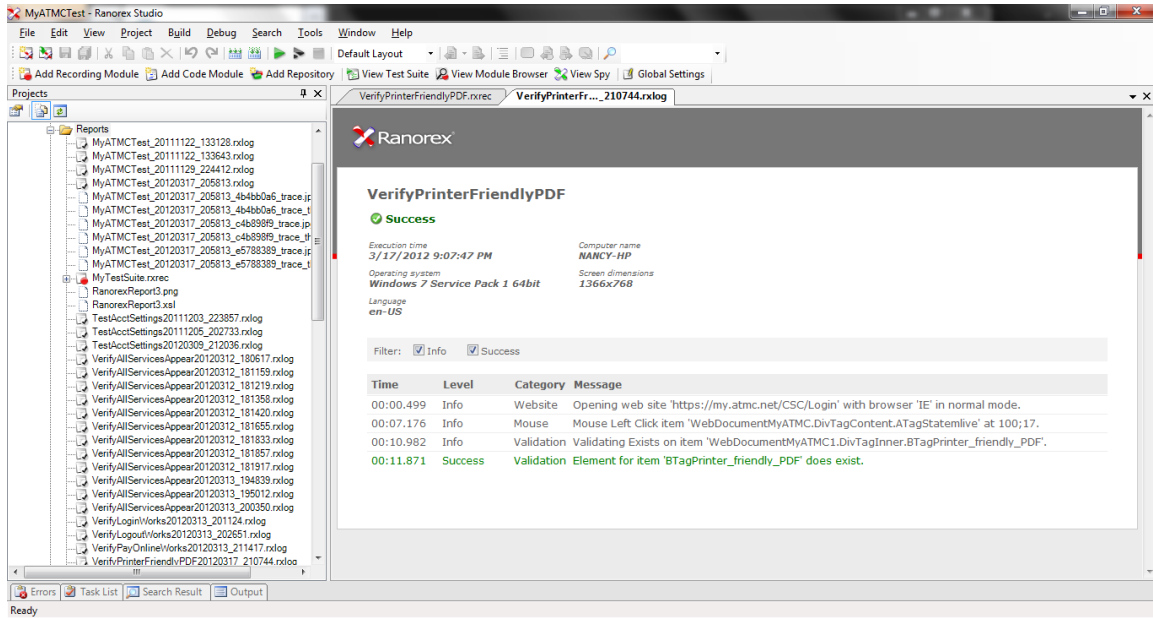 MyATMCTest - Ranorex Studio
File Edit View Project Build Debug Search Tools Window Help
Default Layout
Add Recording Module Add Code Module Add Repository View Test Suite View Module Browser View Spy Global Settings
Projects
VerifyPrinterFriendlyPDF.rxrec VerifyPrinterFr..._210744.rxlog
Reports
MyATMCTest_20111122_133128.rxlog
MyATMCTest_20111122_133643.rxlog
MyATMCTest_20111129_224412.rxlog
MyATMCTest_20120317_205813.rxlog
MyATMCTest_20120317_205813_4b4bb0a6_trace.jp
MyATMCTest_20120317_205813_4b4bb0a6_trace_t
MyATMCTest_20120317_205813_c4b898f9_trace.jp
MyATMCTest_20120317_205813_c4b898f9_trace_th
MyATMCTest_20120317_205813_e5788389_trace.jp
MyATMCTest_20120317_205813_e5788389_trace_t
MyTestSuite.rxrec
RanorexReport3.png
RanorexReport3.xsl
TestAcctSettings20111203_223857.rxlog
TestAcctSettings20111205_202733.rxlog
TestAcctSettings20120309_212036.rxlog
VerifyAllServicesAppear20120312_180617.rxlog
VerifyAllServicesAppear20120312_181159.rxlog
VerifyAllServicesAppear20120312_181219.rxlog
VerifyAllServicesAppear20120312_181358.rxlog
VerifyAllServicesAppear20120312_181420.rxlog
VerifyAllServicesAppear20120312_181655.rxlog
VerifyAllServicesAppear20120312_181833.rxlog
VerifyAllServicesAppear20120312_181857.rxlog
VerifyAllServicesAppear20120312_181917.rxlog
VerifyAllServicesAppear20120313_194839.rxlog
VerifyAllServicesAppear20120313_195012.rxlog
VerifyAllServicesAppear20120313_200350.rxlog
VerifyLoginWorks20120313_201124.rxlog
VerifyLogoutWorks20120313_202651.rxlog
VerifyPayOnlineWorks20120313_211417.rxlog
VerifyPrinterFriendlyPDF20120317_210744.rxlog
Ranorex
VerifyPrinterFriendlyPDF
Success
Execution time Computer name
3/17/2012 9:07:47 PM NANCY-HP
Operating system Screen dimensions
Windows 7 Service Pack 1 64bit 1366x768
Language
en-US
Filter: Info Success
Time Level Category Message
00:00.499 Info Website Opening web site 'https://my.atmc.net/CSC/Login' with browser 'IE' in normal mode.
00:07.176 Info Mouse Mouse Left Click item 'WebDocumentMyATMC.DivTagContent.ATagStatemlive' at 100;17.
00:10.982 Info Validation Validating Exists on item 'WebDocumentMyATMC1.DivTagInner.BTagPrinter_friendly_PDF'.
00:11.871 Success Validation Element for item 'BTagPrinter_friendly_PDF' does exist.
Errors Task List Search Result Output
Ready